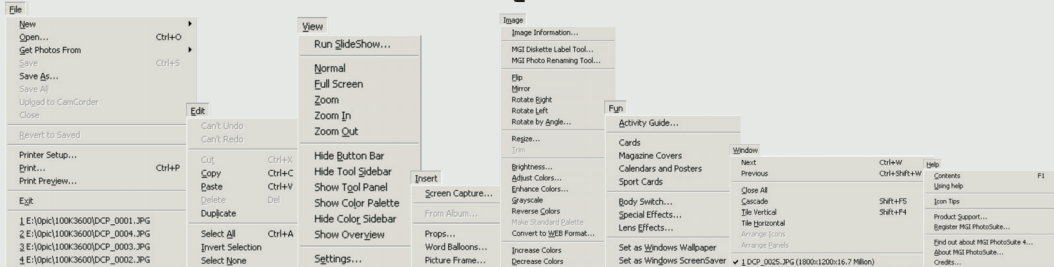 File
New
Open... Ctrl+O
Get Photos From
Save Ctrl+S
Save As...
Save All
Upload to CamCorder
Close
Revert to Saved
Printer Setup...
Print... Ctrl+P
Print Preview...
Exit
1 E:\0pic\100K3600\DCP_0001.JPG
2 E:\0pic\100K3600\DCP_0004.JPG
3 E:\0pic\100K3600\DCP_0003.JPG
4 E:\0pic\100K3600\DCP_0002.JPG
Edit
Can't Undo
Can't Redo
Cut Ctrl+X
Copy Ctrl+C
Paste Ctrl+V
Delete Del
Duplicate
Select All Ctrl+A
Invert Selection
Select None
View
Run SlideShow...
Normal
Full Screen
Zoom
Zoom In
Zoom Out
Hide Button Bar
Hide Tool Sidebar
Show Tool Panel
Show Color Palette
Hide Color Sidebar
Show Overview
Settings...
Insert
Screen Capture...
From Album...
Props...
Word Balloons...
Picture Frame...
Image
Image Information...
MGI Diskette Label Tool...
MGI Photo Renaming Tool...
Flip
Mirror
Rotate Right
Rotate Left
Rotate by Angle...
Resize...
Trim
Brightness...
Adjust Colors...
Enhance Colors...
Grayscale
Reverse Colors
Make Standard Palette
Convert to WEB Format...
Increase Colors
Decrease Colors
Fun
Activity Guide...
Cards
Magazine Covers
Calendars and Posters
Sport Cards
Body Switch...
Special Effects...
Lens Effects...
Set as Windows Wallpaper
Set as Windows ScreenSaver
Window
Next Ctrl+W
Previous Ctrl+Shift+W
Close All
Cascade Shift+F5
Tile Vertical Shift+F4
Tile Horizontal
Arrange Icons
Arrange Panels
✓ 1 DCP_0025.JPG (1800x1200x16.7 Million)
Help
Contents F1
Using help
Icon Tips
Product Support...
Register MGI PhotoSuite...
Find out about MGI PhotoSuite 4...
About MGI PhotoSuite...
Credits...